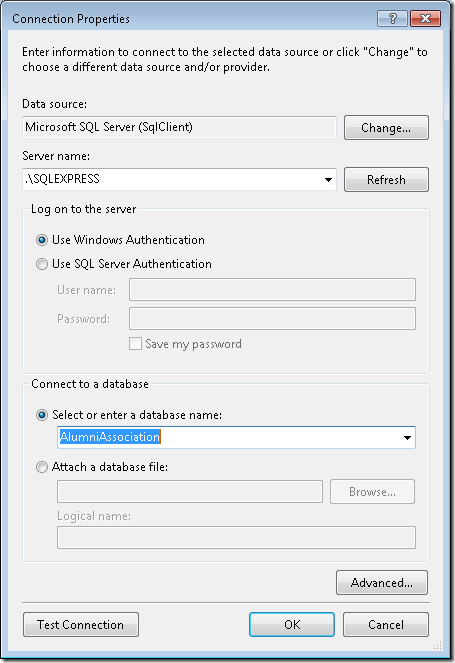 Connection Properties
Enter information to connect to the selected data source or click "Change" to
choose a different data source and/or provider.
Data source:
Microsoft SQL Server (SqlClient)
Change...
Server name:
.\SQLEXPRESS
Refresh
Log on to the server
Use Windows Authentication
Use SQL Server Authentication
User name:
Password:
Save my password
Connect to a database
Select or enter a database name:
AlumniAssociation
Attach a database file:
Browse...
Logical name:
Advanced...
Test Connection
OK
Cancel